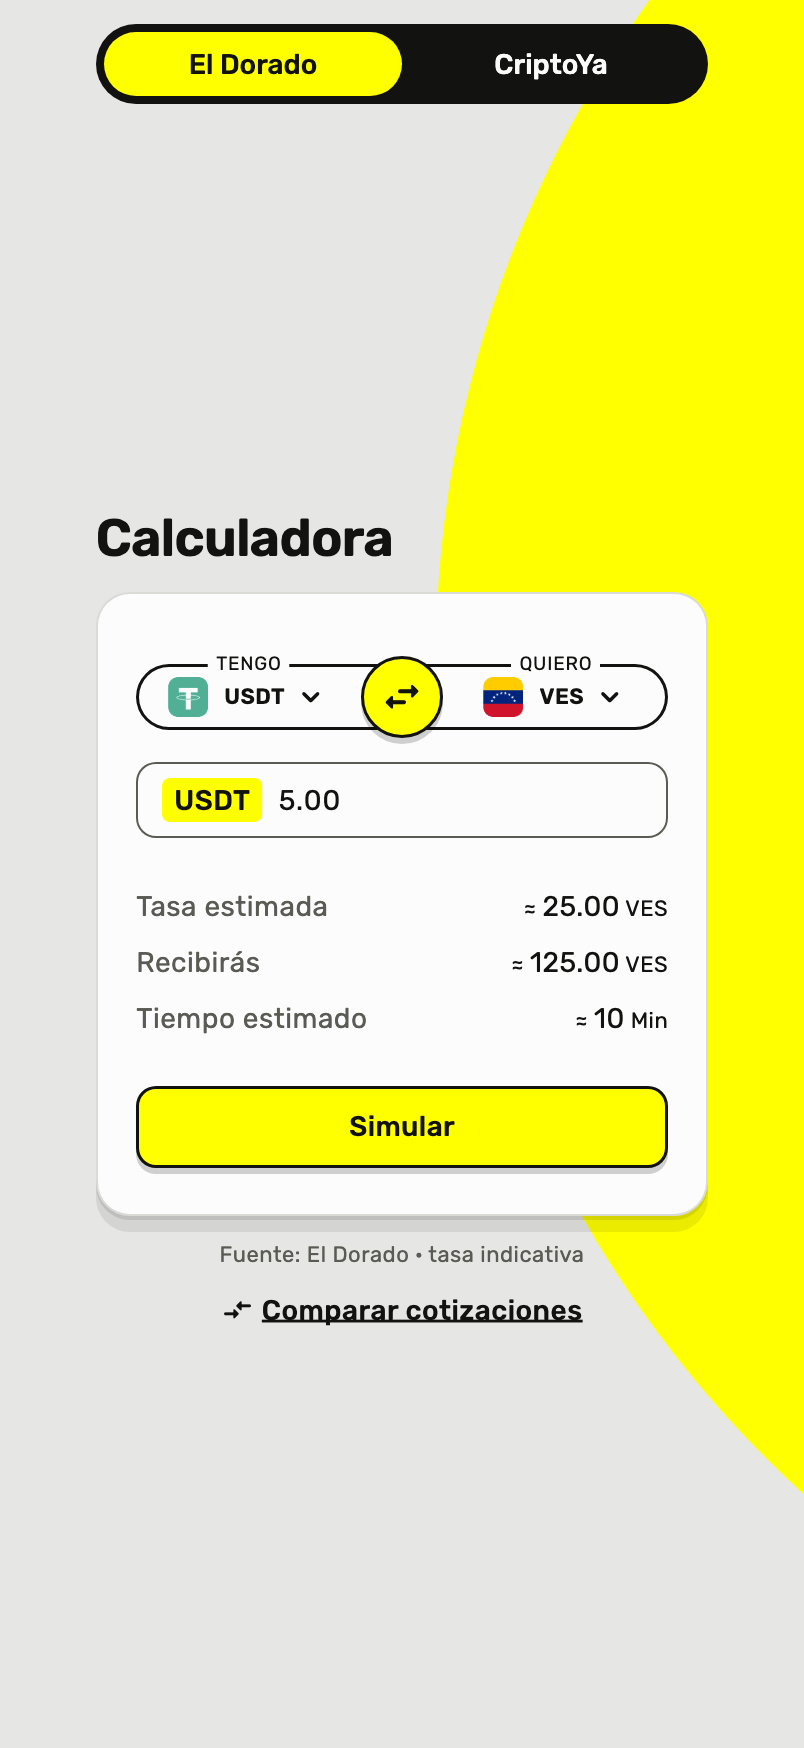 El Dorado CriptoYa
Calculadora
TENGO QUIERO
USDT VES
USDT 5.00
Tasa estimada ≈ 25.00 VES
Recibirás ≈ 125.00 VES
Tiempo estimado ≈ 10 Min
Simular
Fuente: El Dorado • tasa indicativa
Comparar cotizaciones